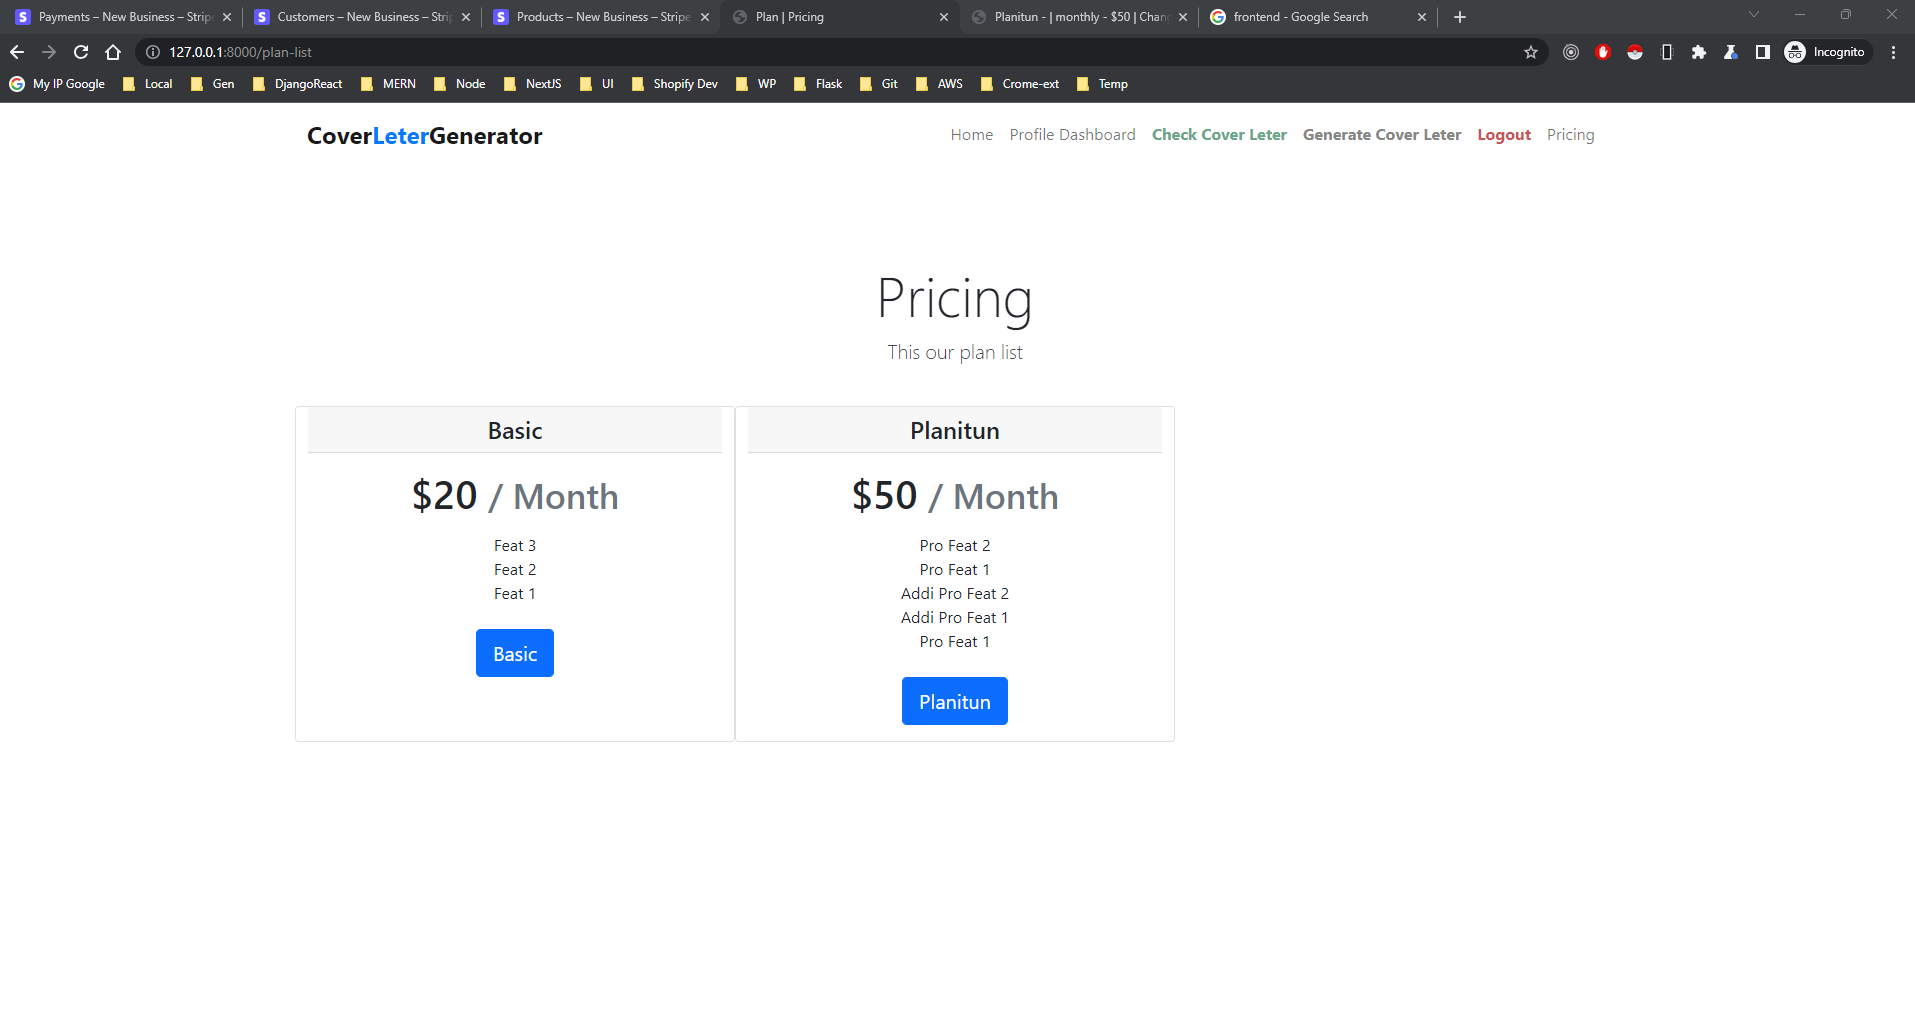 Payments – New Business – Strip
Customers – New Business – Strip
Products – New Business – Stripe
Plan | Pricing
Planitun - | monthly - $50 | Chan
frontend - Google Search
127.0.0.1:8000/plan-list
Incognito
My IP Google
Local
Gen
DjangoReact
MERN
Node
NextJS
UI
Shopify Dev
WP
Flask
Git
AWS
Crome-ext
Temp
CoverLeterGenerator
Home
Profile Dashboard
Check Cover Leter
Generate Cover Leter
Logout
Pricing
Pricing
This our plan list
Basic
$20 / Month
Feat 3
Feat 2
Feat 1
Basic
Planitun
$50 / Month
Pro Feat 2
Pro Feat 1
Addi Pro Feat 2
Addi Pro Feat 1
Pro Feat 1
Planitun